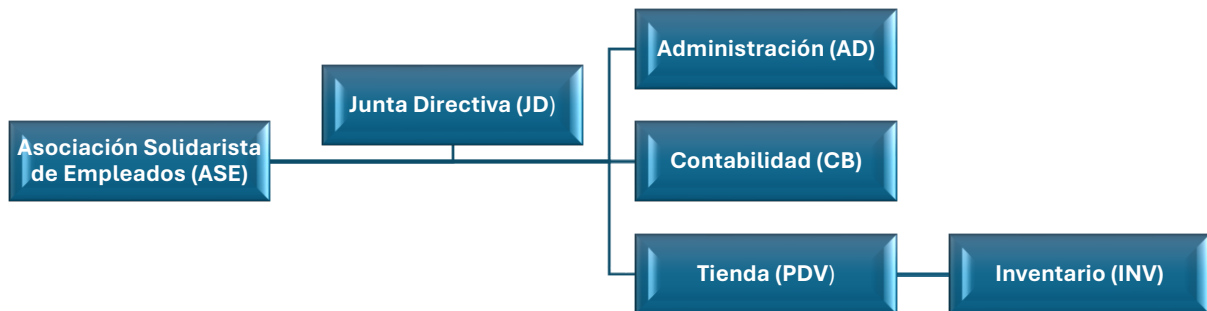 Administración (AD)
Junta Directiva (JD)
Asociación Solidarista
de Empleados (ASE)
Contabilidad (CB)
Tienda (PDV)
Inventario (INV)